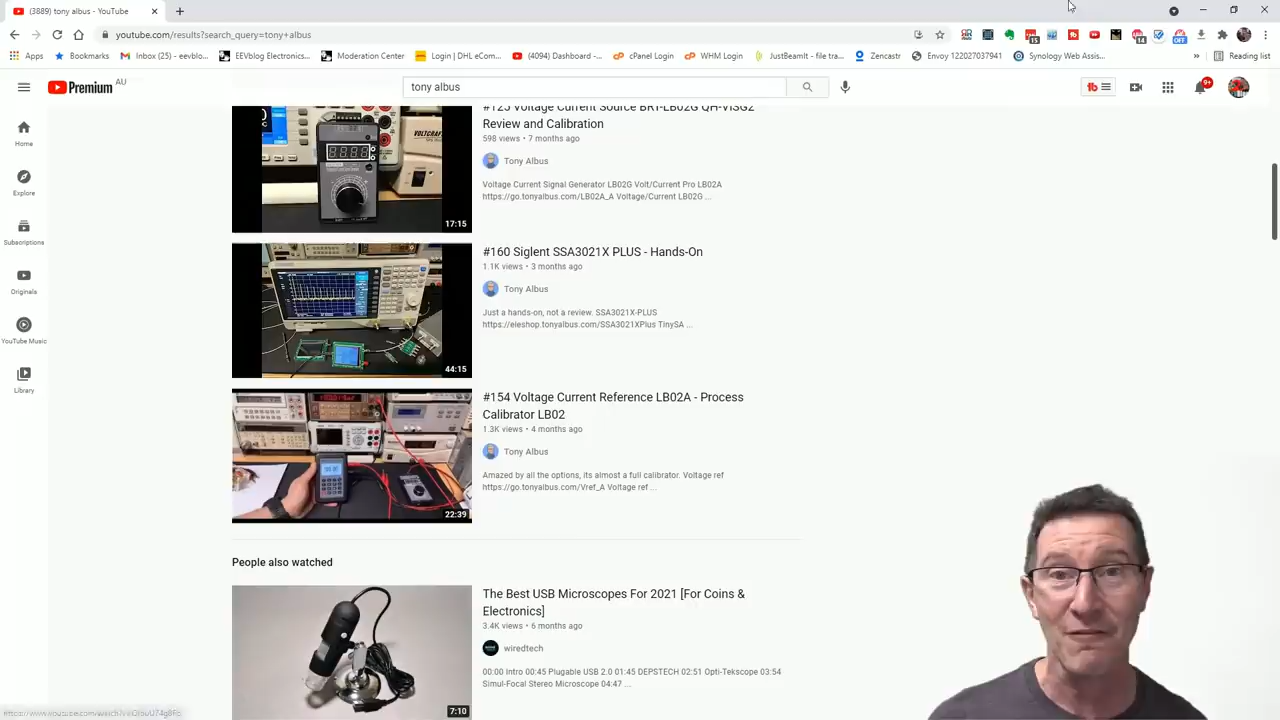 (3889) tony albus - YouTube
youtube.com/results?search_query=tony+albus
Apps
Bookmarks
Inbox (25) - eevblo...
EEVblog Electronics...
Moderation Center
Login | DHL eComm...
(4094) Dashboard -...
cPanel Login
WHM Login
JustBeamIt - file tra...
Zencastr
Envoy 122027037941
Synology Web Assis...
»
Reading list
Premium AU
tony albus
9+
Home
Explore
Subscriptions
Originals
YouTube Music
Library
#125 Voltage Current Source BRT-LB02G QH-VISG2
Review and Calibration
598 views • 7 months ago
Tony Albus
Voltage Current Signal Generator LB02G Volt/Current Pro LB02A
https://go.tonyalbus.com/LB02A_A Voltage/Current LB02G ...
17:15
#160 Siglent SSA3021X PLUS - Hands-On
1.1K views • 3 months ago
Tony Albus
Just a hands-on, not a review. SSA3021X-PLUS
https://eleshop.tonyalbus.com/SSA3021XPlus TinySA ...
44:15
#154 Voltage Current Reference LB02A - Process
Calibrator LB02
1.3K views • 4 months ago
Tony Albus
Amazed by all the options, its almost a full calibrator. Voltage ref
https://go.tonyalbus.com/Vref_A Voltage ref ...
22:39
People also watched
The Best USB Microscopes For 2021 [For Coins &
Electronics]
3.4K views • 6 months ago
wiredtech
00:00 Intro 00:45 Plugable USB 2.0 01:45 DEPSTECH 02:51 Opti-Tekscope 03:54
Simul-Focal Stereo Microscope 04:47 ...
7:10